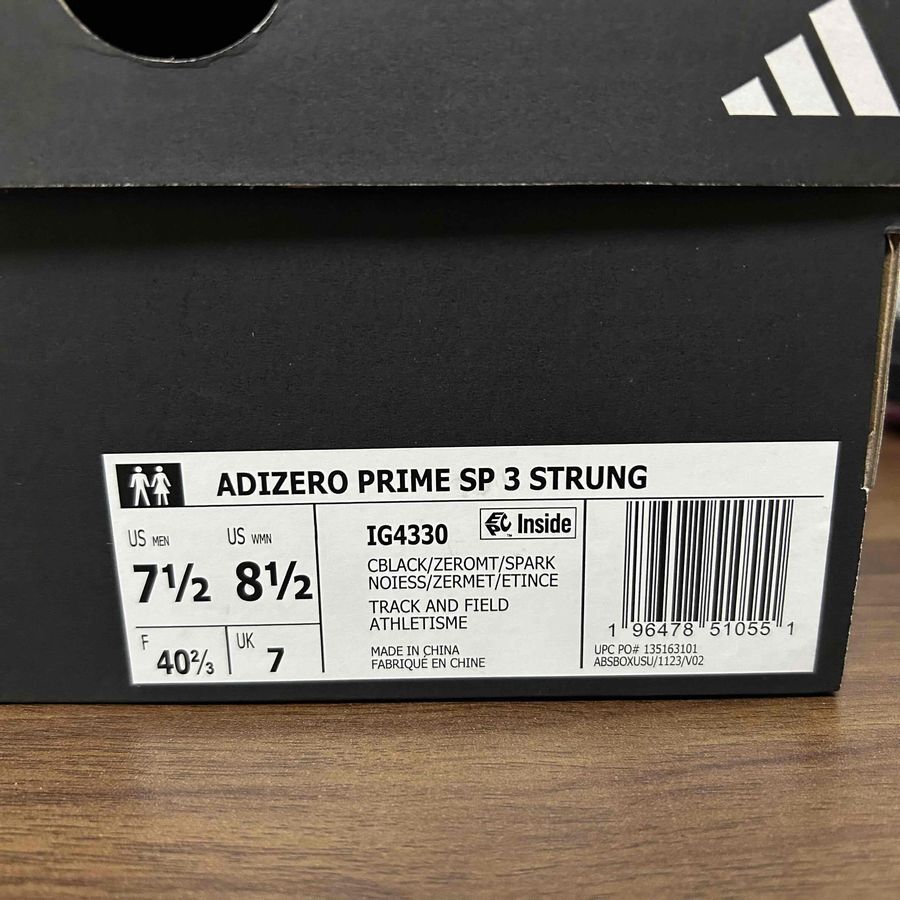 ADIZERO PRIME SP 3 STRUNG
US MEN
7½
US WMN
8½
F
40⅔
UK
7
IG4330
EC™ Inside
CBLACK/ZEROMT/SPARK
NOIESS/ZERMET/ETINCE
TRACK AND FIELD
ATHLETISME
MADE IN CHINA
FABRIQUÉ EN CHINE
1 96478 51055 1
UPC PO# 135163101
ABSBOXUSU/1123/V02